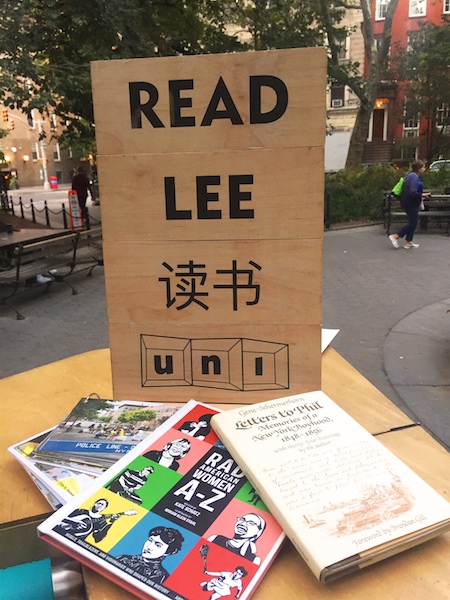 READ
LEE
读书
uni
POLICE LINE
RAD
AMERICAN
WOMEN
A-Z
Gene Schermerhorn
Letters to Phil
Memories of a
New York Boyhood,
1848-1856
Foreword by Brendan Gill